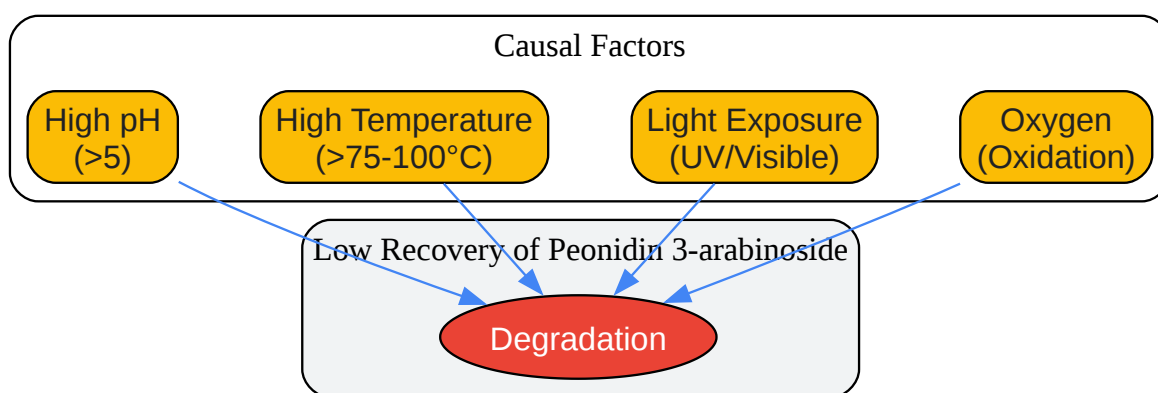 Causal Factors
High pH
(>5)
High Temperature
(>75-100°C)
Light Exposure
(UV/Visible)
Oxygen
(Oxidation)
Low Recovery of Peonidin 3-arabinoside
Degradation